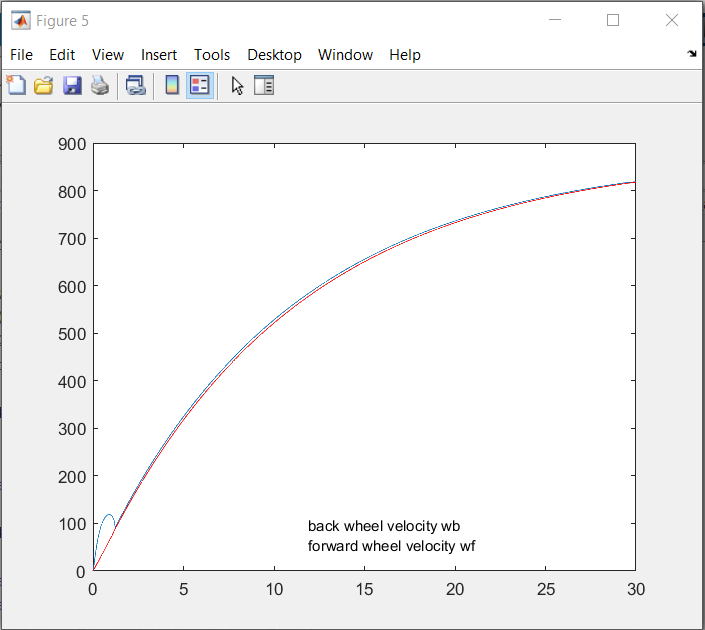 Figure 5
File Edit View Insert Tools Desktop Window Help
900
800
700
600
500
400
300
200
100
0
back wheel velocity wb
forward wheel velocity wf
0 5 10 15 20 25 30